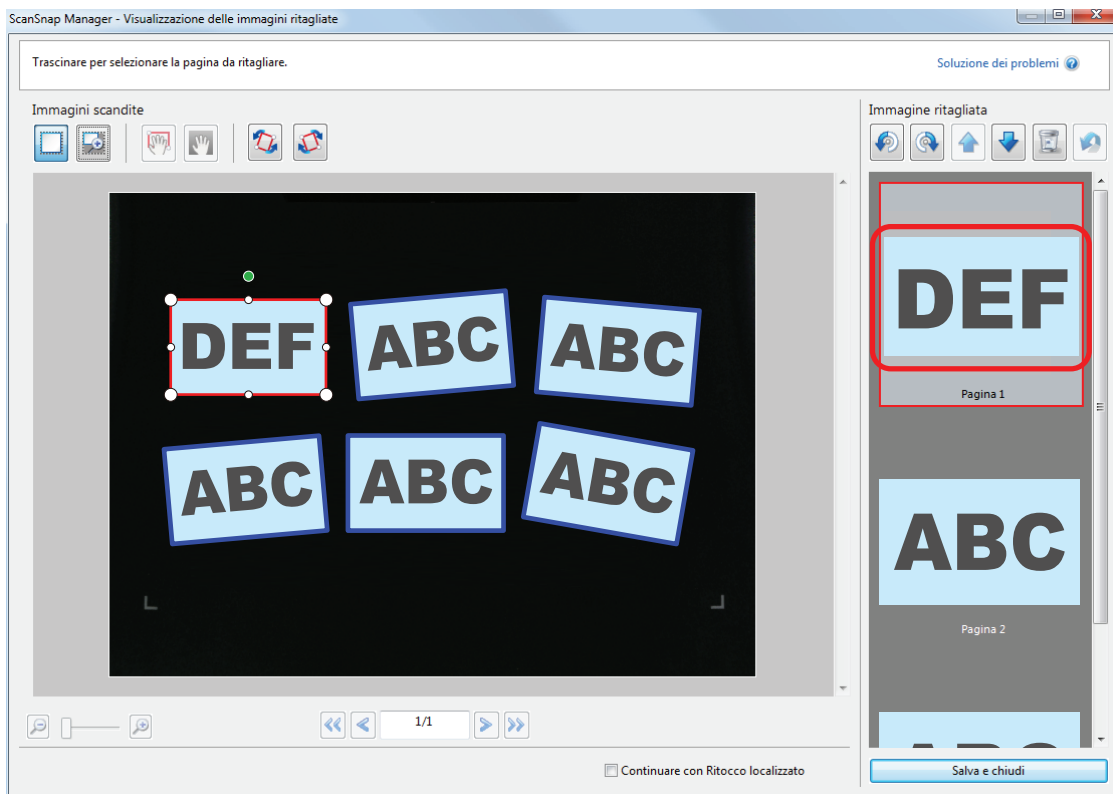 ScanSnap Manager - Visualizzazione delle immagini ritagliate
Trascinare per selezionare la pagina da ritagliare.
Soluzione dei problemi
Immagini scandite
Immagine ritagliata
DEF
ABC
ABC
ABC
ABC
ABC
DEF
Pagina 1
ABC
Pagina 2
1/1
Continuare con Ritocco localizzato
Salva e chiudi